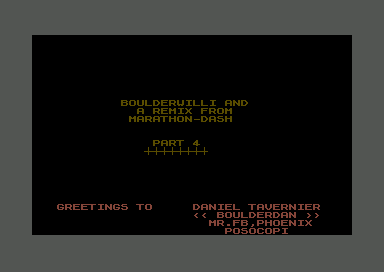 BOULDERWILLI AND
A REMIX FROM
MARATHON-DASH
PART 4
GREETINGS TO DANIEL TAVERNIER
<< BOULDERDAN >>
MR.FB,PHOENIX
POSOCOPI